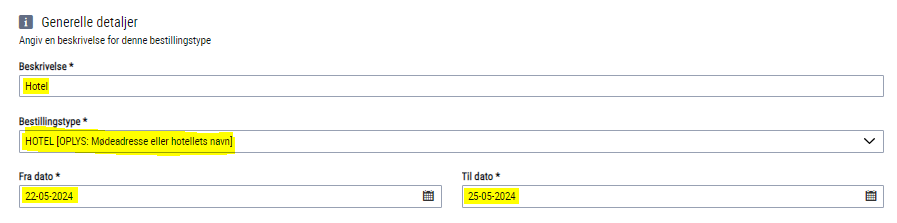 Generelle detaljer
Angiv en beskrivelse for denne bestillingstype
Beskrivelse *
Hotel
Bestillingstype *
HOTEL [OPLYS: Mødeadresse eller hotellets navn]
Fra dato * Til dato *
22-05-2024 25-05-2024